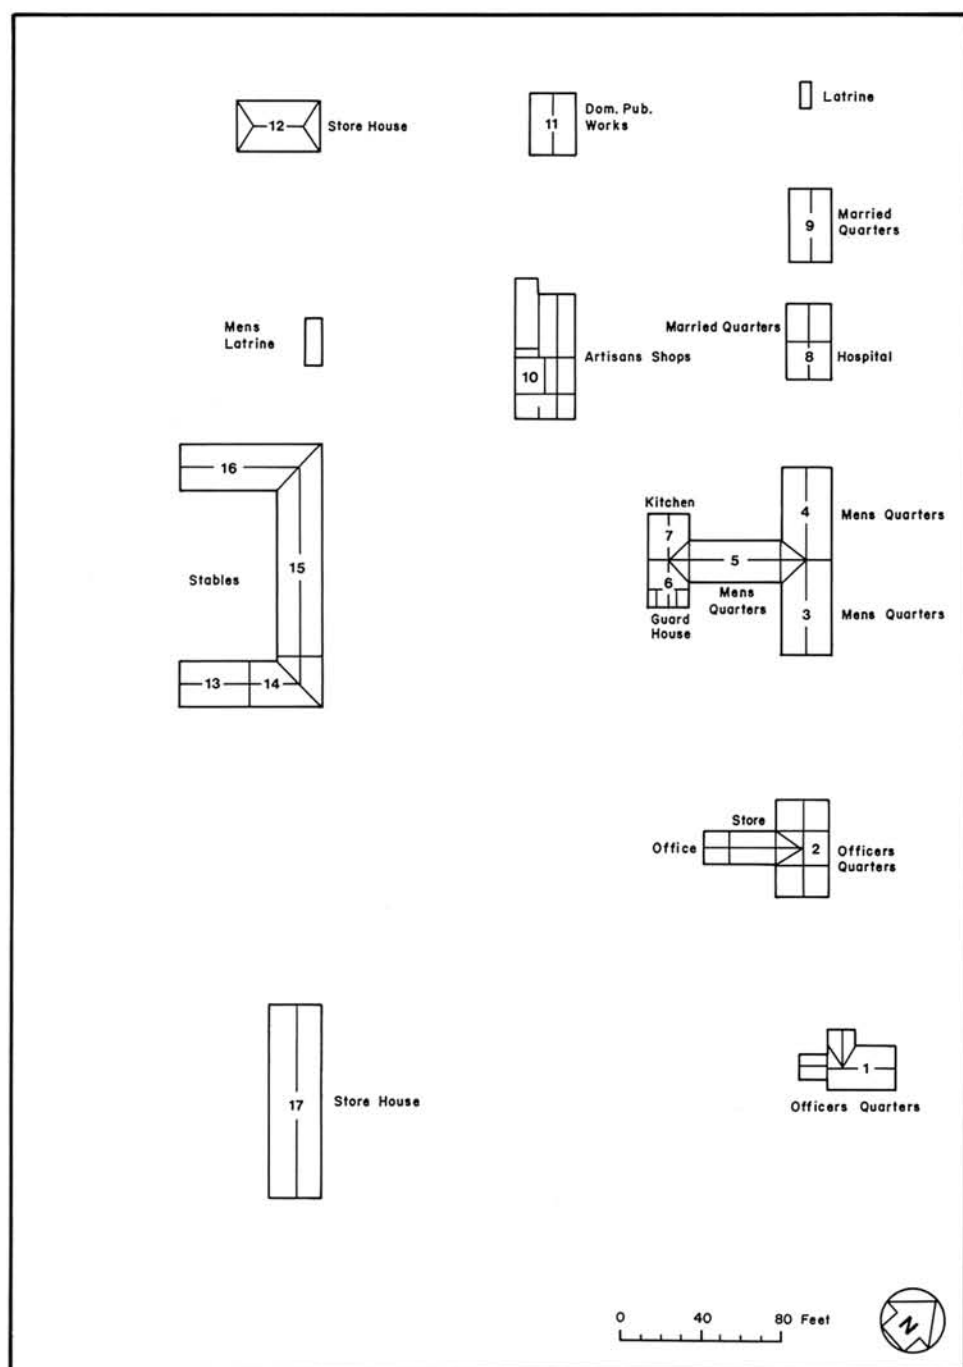 Latrine
12
Store House
11
Dom. Pub.
Works
9
Married
Quarters
Mens
Latrine
Married Quarters
8
Hospital
10
Artisans Shops
16
Kitchen
7
4
Mens Quarters
15
Stables
5
6
Mens
Quarters
Guard
House
3
Mens Quarters
13
14
Store
Office
2
Officers
Quarters
1
Officers Quarters
17
Store House
0 40 80 Feet
N